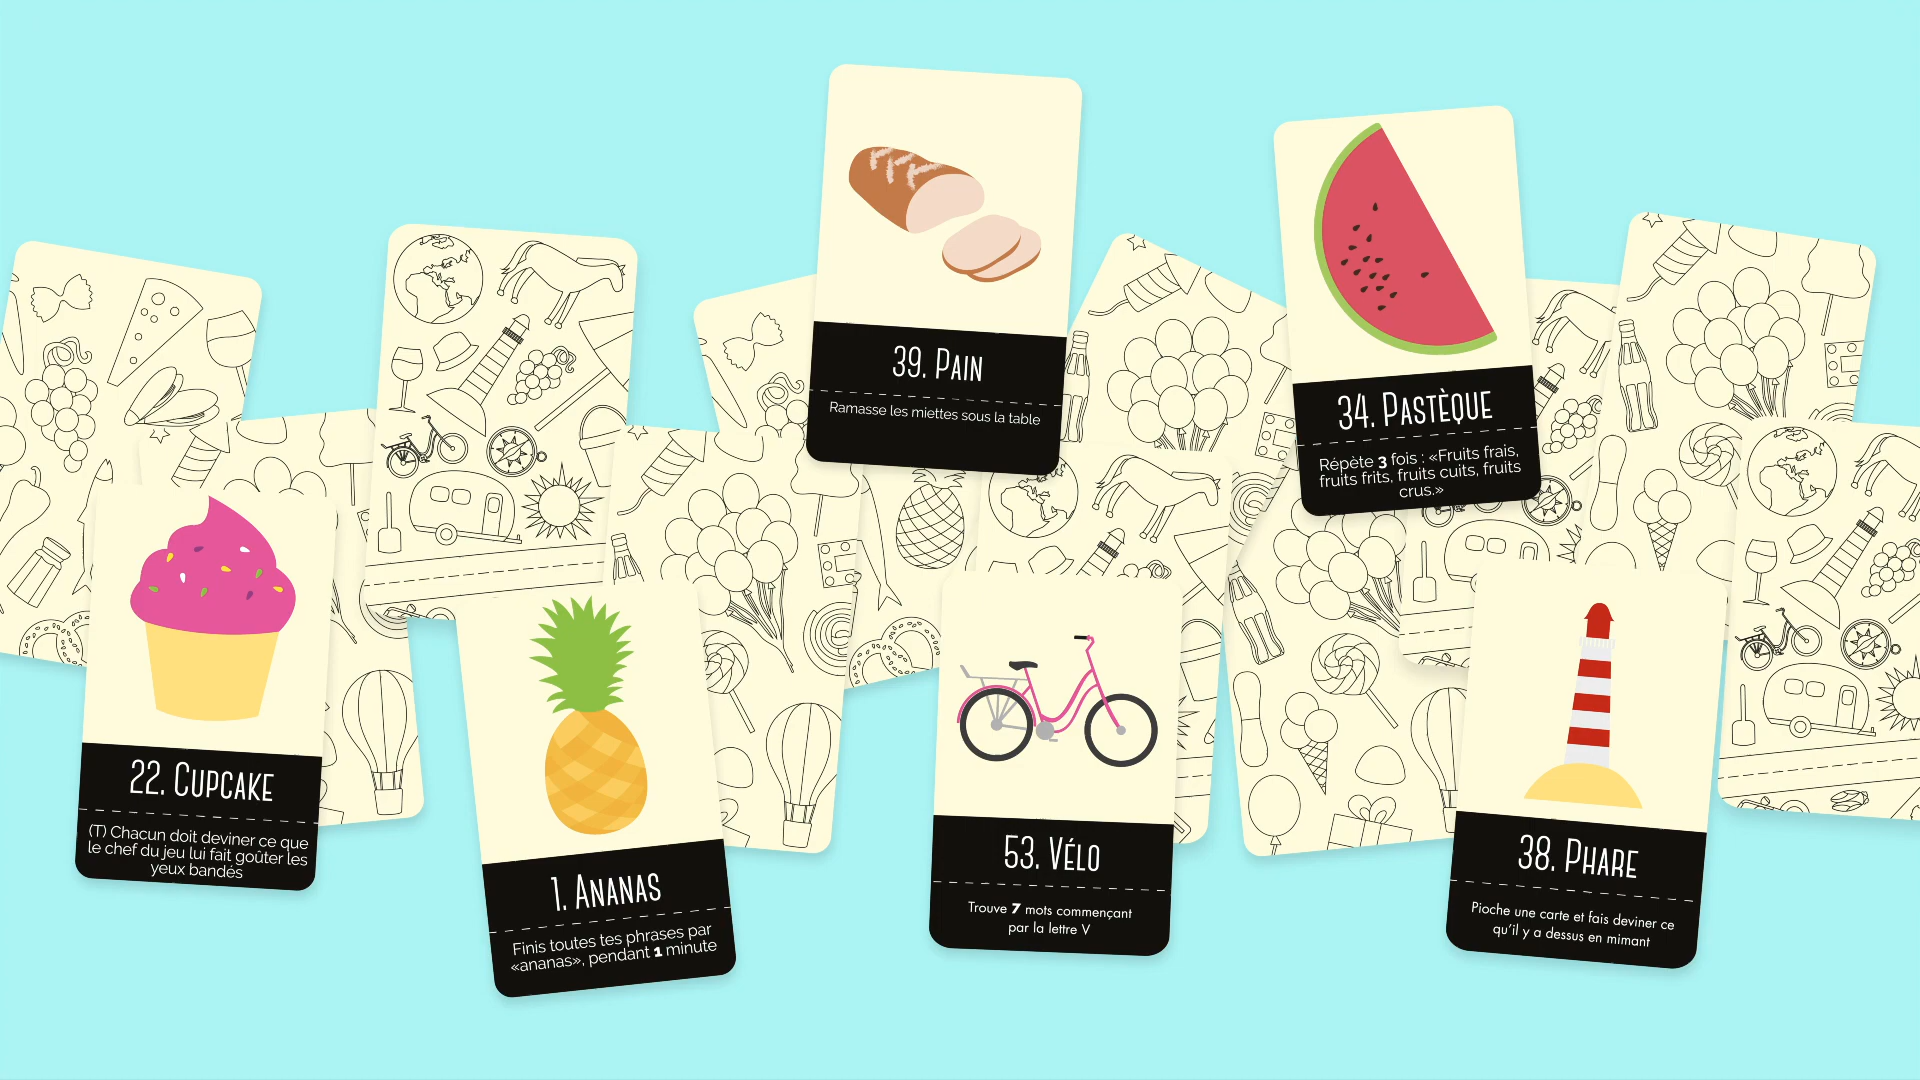 39. Pain
Ramasse les miettes sous la table
34. Pastèque
Répète 3 fois : «Fruits frais,
fruits frits, fruits cuits, fruits
crus.»
22. Cupcake
(T) Chacun doit deviner ce que
le chef du jeu lui fait goûter les
yeux bandés
1. Ananas
Finis toutes tes phrases par
«ananas», pendant 1 minute
53. Vélo
Trouve 7 mots commençant
par la lettre V
38. Phare
Pioche une carte et fais deviner ce
qu'il y a dessus en mimant